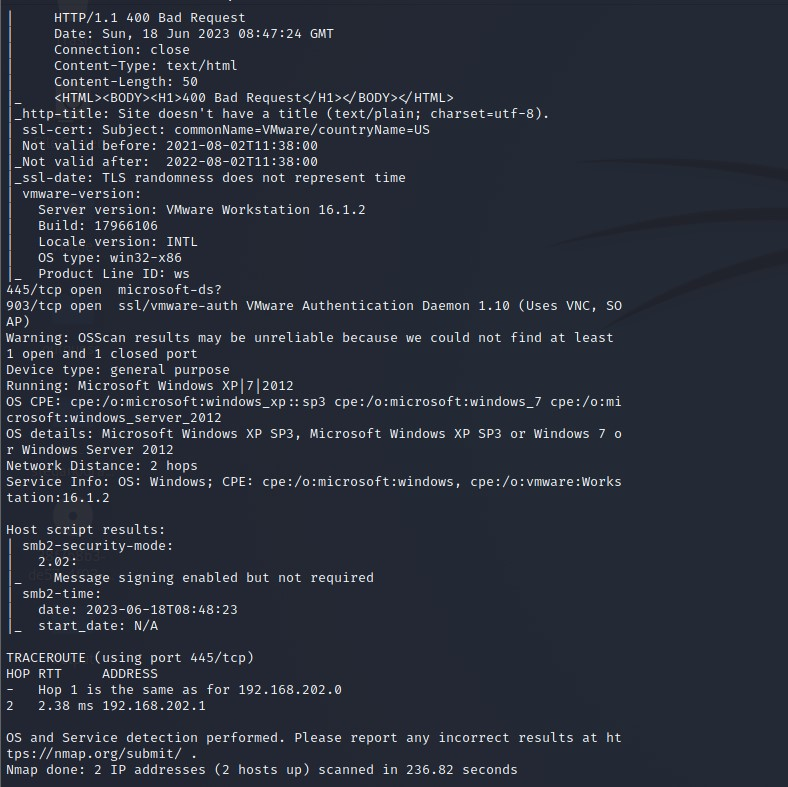 |     HTTP/1.1 400 Bad Request
|     Date: Sun, 18 Jun 2023 08:47:24 GMT
|     Connection: close
|     Content-Type: text/html
|     Content-Length: 50
|_    <HTML><BODY><H1>400 Bad Request</H1></BODY></HTML>
|_http-title: Site doesn't have a title (text/plain; charset=utf-8).
| ssl-cert: Subject: commonName=VMware/countryName=US
| Not valid before: 2021-08-02T11:38:00
|_Not valid after:  2022-08-02T11:38:00
|_ssl-date: TLS randomness does not represent time
| vmware-version:
|   Server version: VMware Workstation 16.1.2
|   Build: 17966106
|   Locale version: INTL
|   OS type: win32-x86
|_  Product Line ID: ws
445/tcp open  microsoft-ds?
903/tcp open  ssl/vmware-auth VMware Authentication Daemon 1.10 (Uses VNC, SO
AP)
Warning: OSScan results may be unreliable because we could not find at least
1 open and 1 closed port
Device type: general purpose
Running: Microsoft Windows XP|7|2012
OS CPE: cpe:/o:microsoft:windows_xp::sp3 cpe:/o:microsoft:windows_7 cpe:/o:mi
crosoft:windows_server_2012
OS details: Microsoft Windows XP SP3, Microsoft Windows XP SP3 or Windows 7 o
r Windows Server 2012
Network Distance: 2 hops
Service Info: OS: Windows; CPE: cpe:/o:microsoft:windows, cpe:/o:vmware:Works
tation:16.1.2

Host script results:
| smb2-security-mode:
|   2.02:
|_    Message signing enabled but not required
| smb2-time:
|   date: 2023-06-18T08:48:23
|_  start_date: N/A

TRACEROUTE (using port 445/tcp)
HOP RTT     ADDRESS
-   Hop 1 is the same as for 192.168.202.0
2   2.38 ms 192.168.202.1

OS and Service detection performed. Please report any incorrect results at ht
tps://nmap.org/submit/ .
Nmap done: 2 IP addresses (2 hosts up) scanned in 236.82 seconds